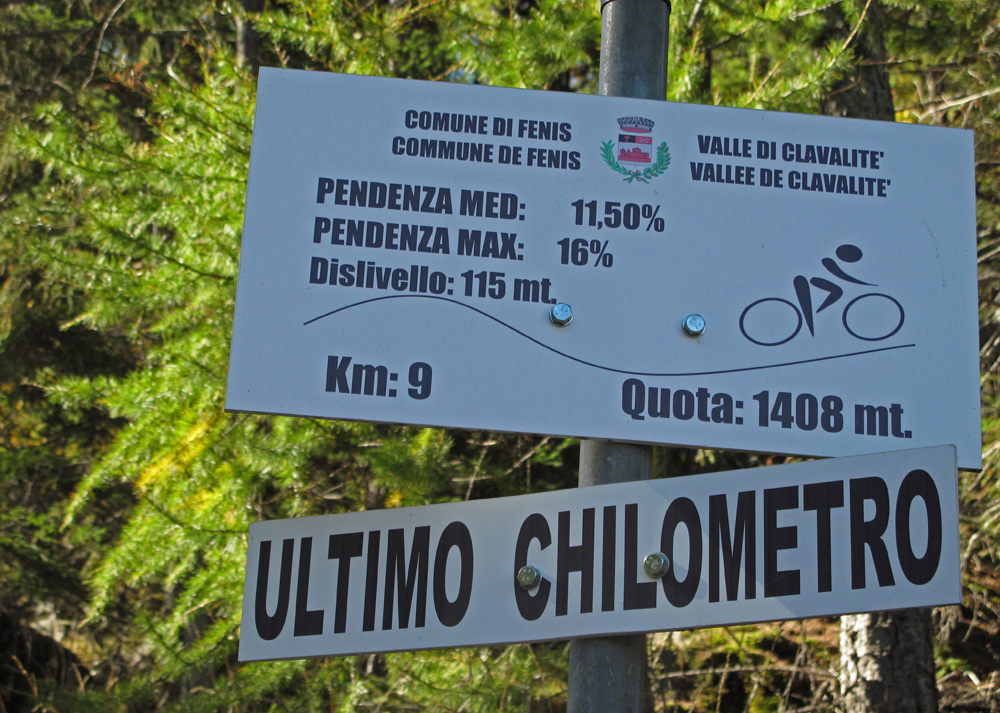 COMUNE DI FENIS
COMMUNE DE FENIS
VALLE DI CLAVALITE'
VALLEE DE CLAVALITE'
PENDENZA MED: 11,50%
PENDENZA MAX: 16%
Dislivello: 115 mt.
Km: 9
Quota: 1408 mt.
ULTIMO CHILOMETRO